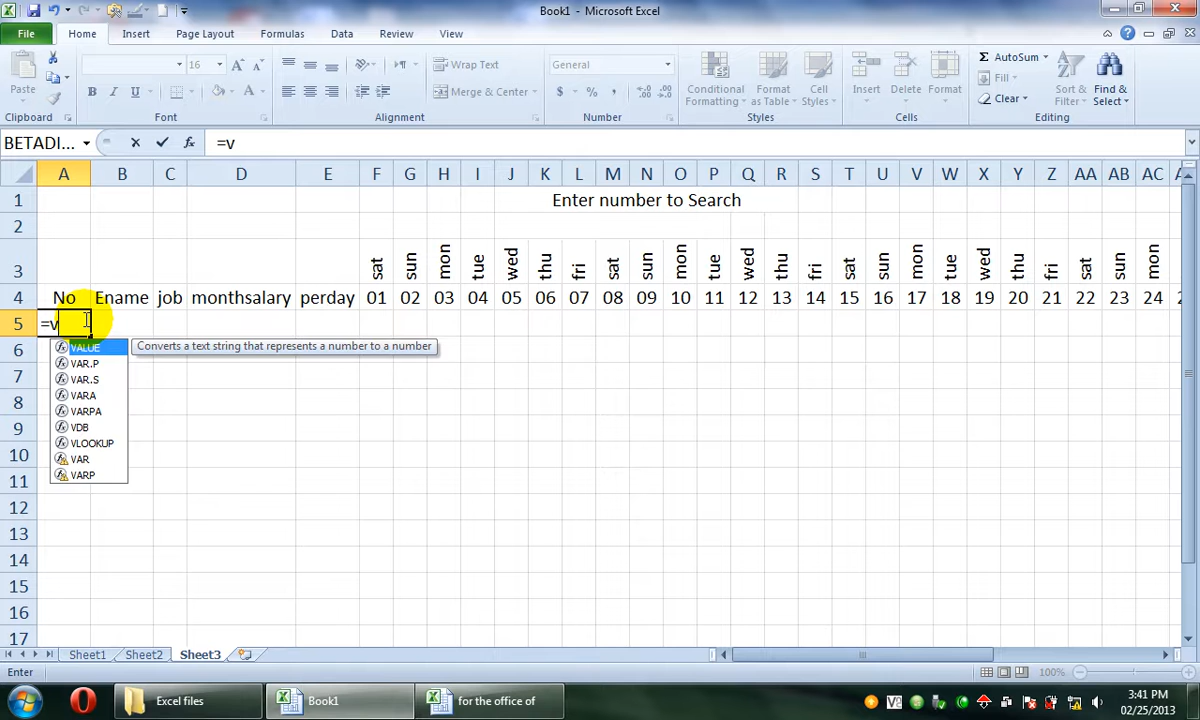 Book1 - Microsoft Excel
File Home Insert Page Layout Formulas Data Review View
Paste
16
Wrap Text
Merge & Center
General
Conditional Formatting
Format as Table
Cell Styles
Insert
Delete
Format
AutoSum
Fill
Clear
Sort & Filter
Find & Select
Clipboard Font Alignment Number Styles Cells Editing
BETADI... =v
A B C D E F G H I J K L M N O P Q R S T U V W X Y Z AA AB AC
1 Enter number to Search
2
3 sat sun mon tue wed thu fri sat sun mon tue wed thu fri sat sun mon tue wed thu fri sat sun mon
4 No Ename job monthsalary perday 01 02 03 04 05 06 07 08 09 10 11 12 13 14 15 16 17 18 19 20 21 22 23 24
5 =v
6 VALUE Converts a text string that represents a number to a number
VAR.P
7 VAR.S
VARA
8 VARPA
9 VDB
VLOOKUP
10 VAR
11 VARP
12
13
14
15
16
17
Sheet1 Sheet2 Sheet3
Enter 100%
Excel files Book1 for the office of
3:41 PM
02/25/2013